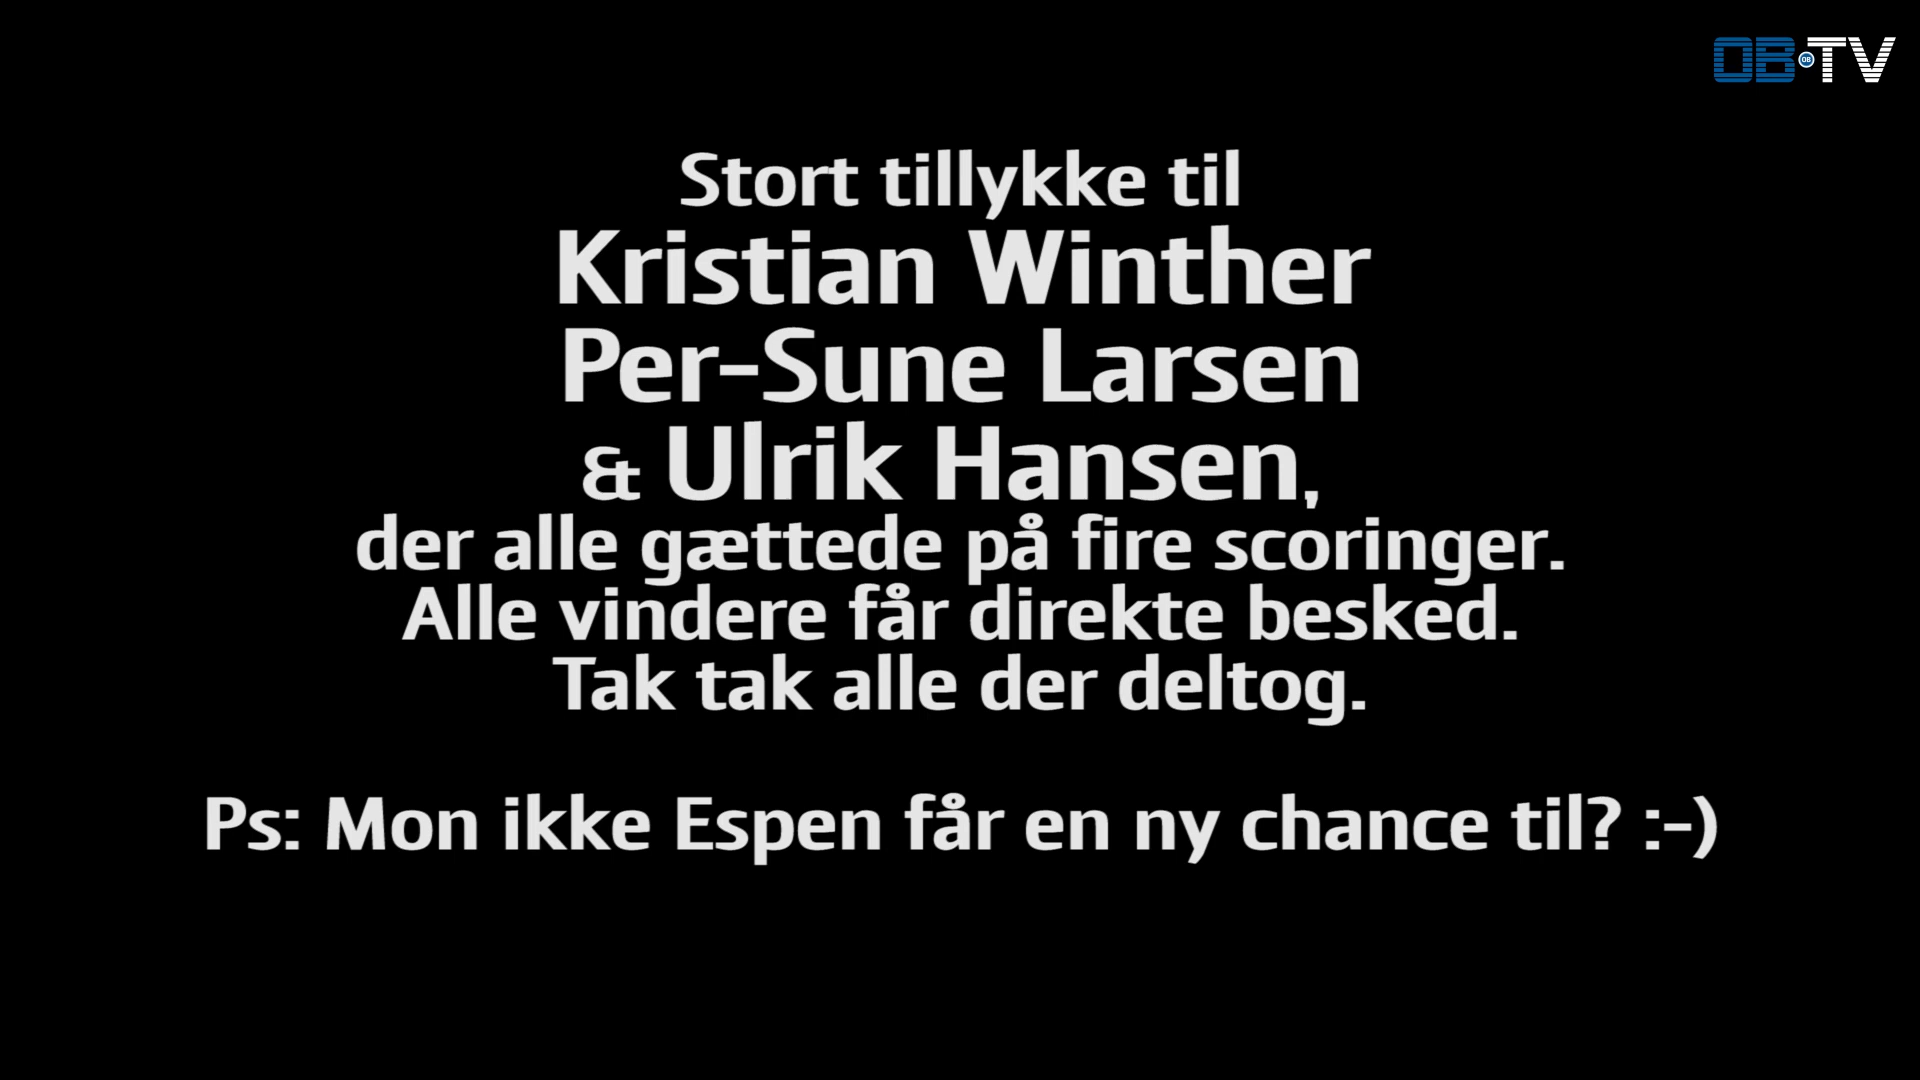 OB TV
Stort tillykke til
Kristian Winther
Per-Sune Larsen
& Ulrik Hansen,
der alle gættede på fire scoringer.
Alle vindere får direkte besked.
Tak tak alle der deltog.
Ps: Mon ikke Espen får en ny chance til? :-)